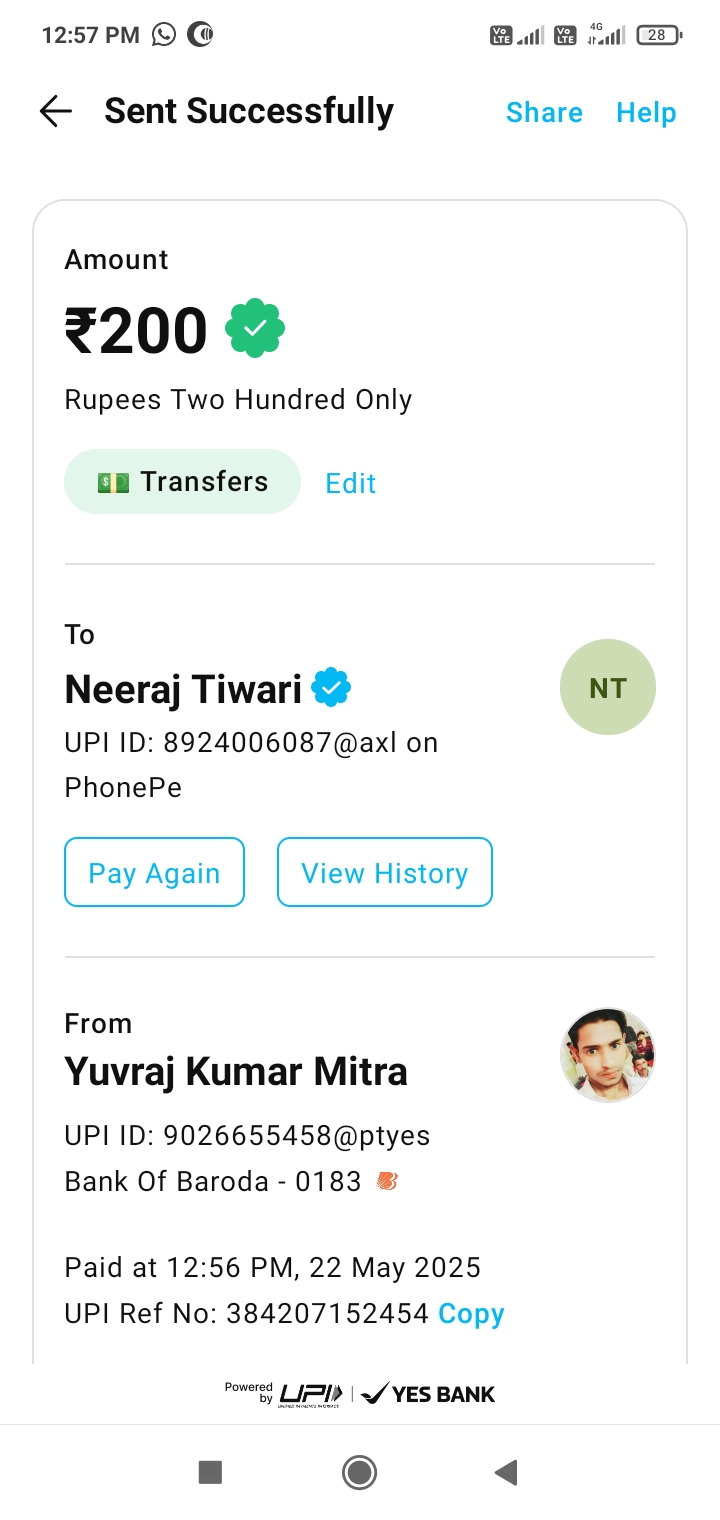 12:57 PM
Vo LTE Vo LTE 4G 28
Sent Successfully Share Help
Amount
₹200
Rupees Two Hundred Only
Transfers Edit
To
Neeraj Tiwari
NT
UPI ID: 8924006087@axl on
PhonePe
Pay Again View History
From
Yuvraj Kumar Mitra
UPI ID: 9026655458@ptyes
Bank Of Baroda - 0183
Paid at 12:56 PM, 22 May 2025
UPI Ref No: 384207152454 Copy
Powered by UPI | YES BANK
UNIFIED PAYMENTS INTERFACE